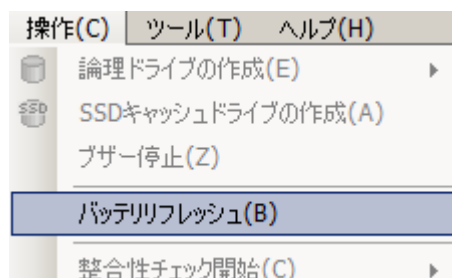 操作(C) ツール(T) ヘルプ(H)
論理ドライブの作成(E)
SSD SSDキャッシュドライブの作成(A)
ブザー停止(Z)
バッテリリフレッシュ(B)
整合性チェック開始(C)